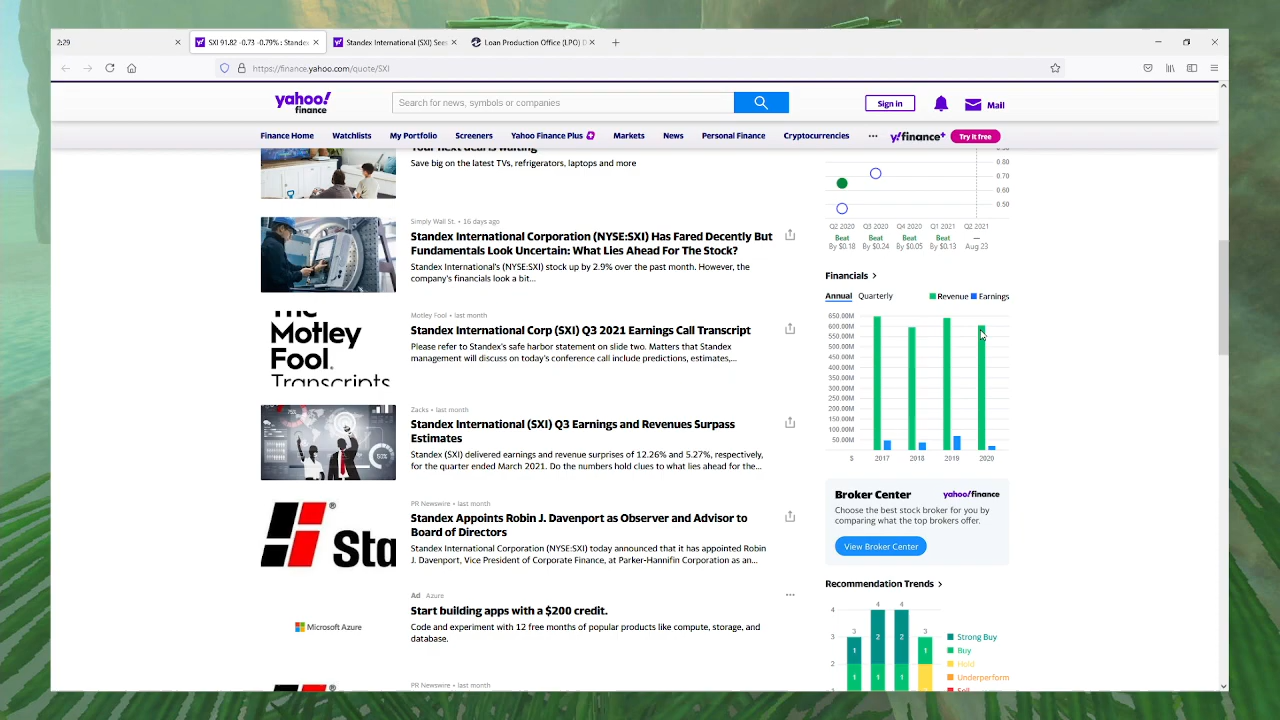 2:29
SXI 91.82 -0.73 -0.79% : Standex
Standex International (SXI) Sees
Loan Production Office (LPO) D
https://finance.yahoo.com/quote/SXI
yahoo!
finance
Search for news, symbols or companies
Sign in
Mail
Finance Home
Watchlists
My Portfolio
Screeners
Yahoo Finance Plus
Markets
News
Personal Finance
Cryptocurrencies
...
y!finance+
Try it free
Your next deal is waiting
Save big on the latest TVs, refrigerators, laptops and more
Simply Wall St. • 16 days ago
Standex International Corporation (NYSE:SXI) Has Fared Decently But
Fundamentals Look Uncertain: What Lies Ahead For The Stock?
Standex International's (NYSE:SXI) stock up by 2.9% over the past month. However, the
company's financials look a bit...
The
Motley
Fool.
Transcripts
Motley Fool • last month
Standex International Corp (SXI) Q3 2021 Earnings Call Transcript
Please refer to Standex's safe harbor statement on slide two. Matters that Standex
management will discuss on today's conference call include predictions, estimates,...
Zacks • last month
Standex International (SXI) Q3 Earnings and Revenues Surpass
Estimates
Standex (SXI) delivered earnings and revenue surprises of 12.26% and 5.27%, respectively,
for the quarter ended March 2021. Do the numbers hold clues to what lies ahead for the...
Sta
PR Newswire • last month
Standex Appoints Robin J. Davenport as Observer and Advisor to
Board of Directors
Standex International Corporation (NYSE:SXI) today announced that it has appointed Robin
J. Davenport, Vice President of Corporate Finance, at Parker-Hannifin Corporation as an...
Microsoft Azure
Ad Azure
Start building apps with a $200 credit.
Code and experiment with 12 free months of popular products like compute, storage, and
database.
PR Newswire • last month
0.80
0.70
0.60
0.50
Q2 2020 Q3 2020 Q4 2020 Q1 2021 Q2 2021
Beat Beat Beat Beat —
By $0.18 By $0.24 By $0.05 By $0.13 Aug 23
Financials
Annual Quarterly Revenue Earnings
650.00M
600.00M
550.00M
500.00M
450.00M
400.00M
350.00M
300.00M
250.00M
200.00M
150.00M
100.00M
50.00M
$ 2017 2018 2019 2020
Broker Center yahoo!finance
Choose the best stock broker for you by
comparing what the top brokers offer.
View Broker Center
Recommendation Trends
4 4 4
3 3 2 2 3
1
2
1 1 1
Strong Buy
Buy
Hold
Underperform
Sell